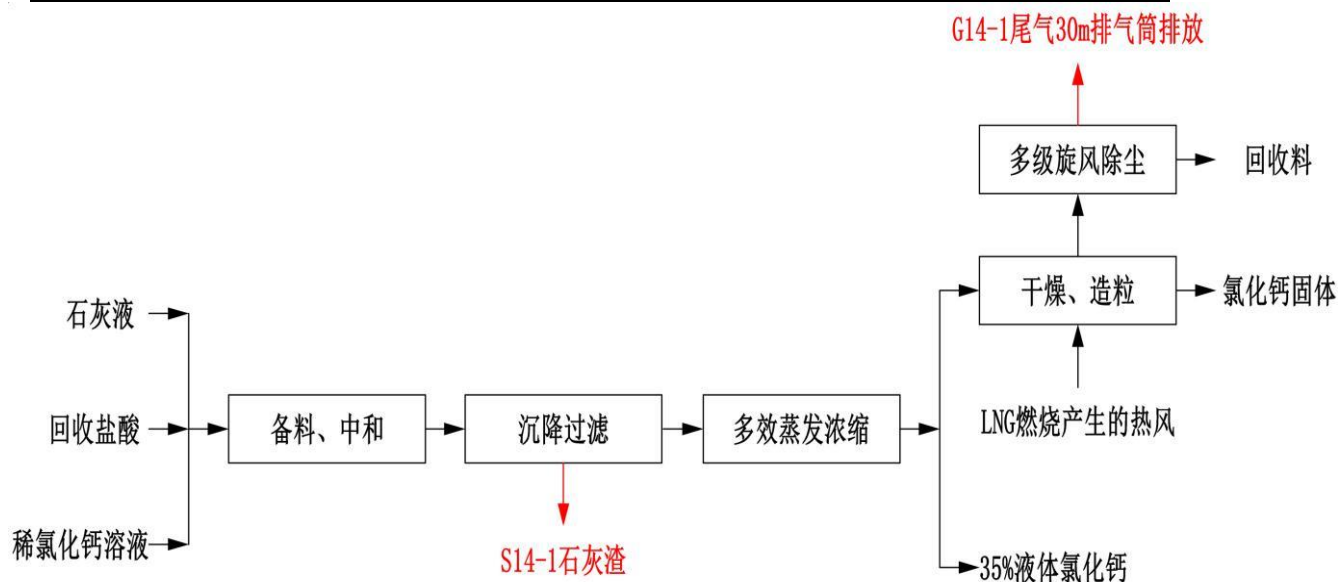 G14-1尾气30m排气筒排放
多级旋风除尘
回收料
石灰液
干燥、造粒
氯化钙固体
回收盐酸
备料、中和
沉降过滤
多效蒸发浓缩
LNG燃烧产生的热风
稀氯化钙溶液
S14-1石灰渣
35%液体氯化钙